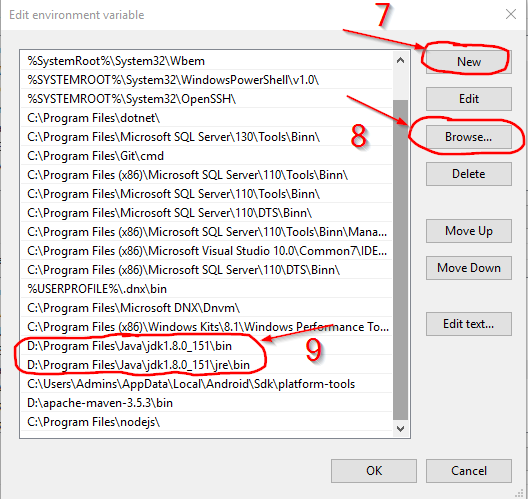 Edit environment variable
7
%SystemRoot%\System32\Wbem
New
%SYSTEMROOT%\System32\WindowsPowerShell\v1.0\
%SYSTEMROOT%\System32\OpenSSH\
Edit
C:\Program Files\dotnet\
C:\Program Files\Microsoft SQL Server\130\Tools\Binn\
8
Browse...
C:\Program Files\Git\cmd
C:\Program Files (x86)\Microsoft SQL Server\110\Tools\Binn\
Delete
C:\Program Files\Microsoft SQL Server\110\Tools\Binn\
C:\Program Files\Microsoft SQL Server\110\DTS\Binn\
C:\Program Files (x86)\Microsoft SQL Server\110\Tools\Binn\Mana...
Move Up
C:\Program Files (x86)\Microsoft Visual Studio 10.0\Common7\IDE...
C:\Program Files (x86)\Microsoft SQL Server\110\DTS\Binn\
Move Down
%USERPROFILE%\.dnx\bin
C:\Program Files\Microsoft DNX\Dnvm\
C:\Program Files (x86)\Windows Kits\8.1\Windows Performance To...
Edit text...
D:\Program Files\Java\jdk1.8.0_151\bin
9
D:\Program Files\Java\jdk1.8.0_151\jre\bin
C:\Users\Admins\AppData\Local\Android\Sdk\platform-tools
D:\apache-maven-3.5.3\bin
C:\Program Files\nodejs\
OK
Cancel